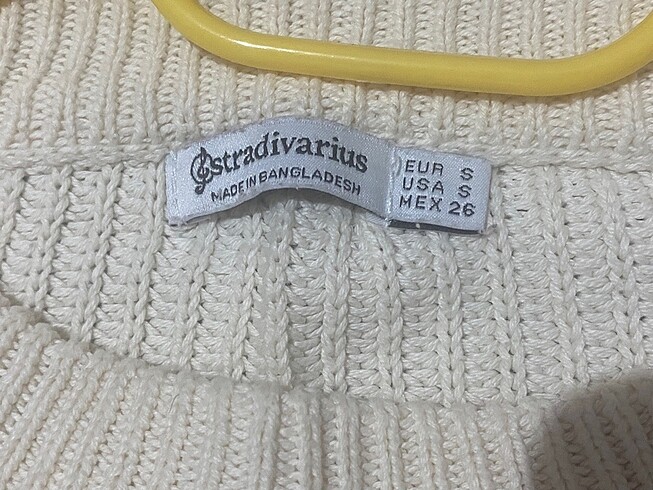 stradivarius
MADE IN BANGLADESH
EUR S
USA S
MEX 26